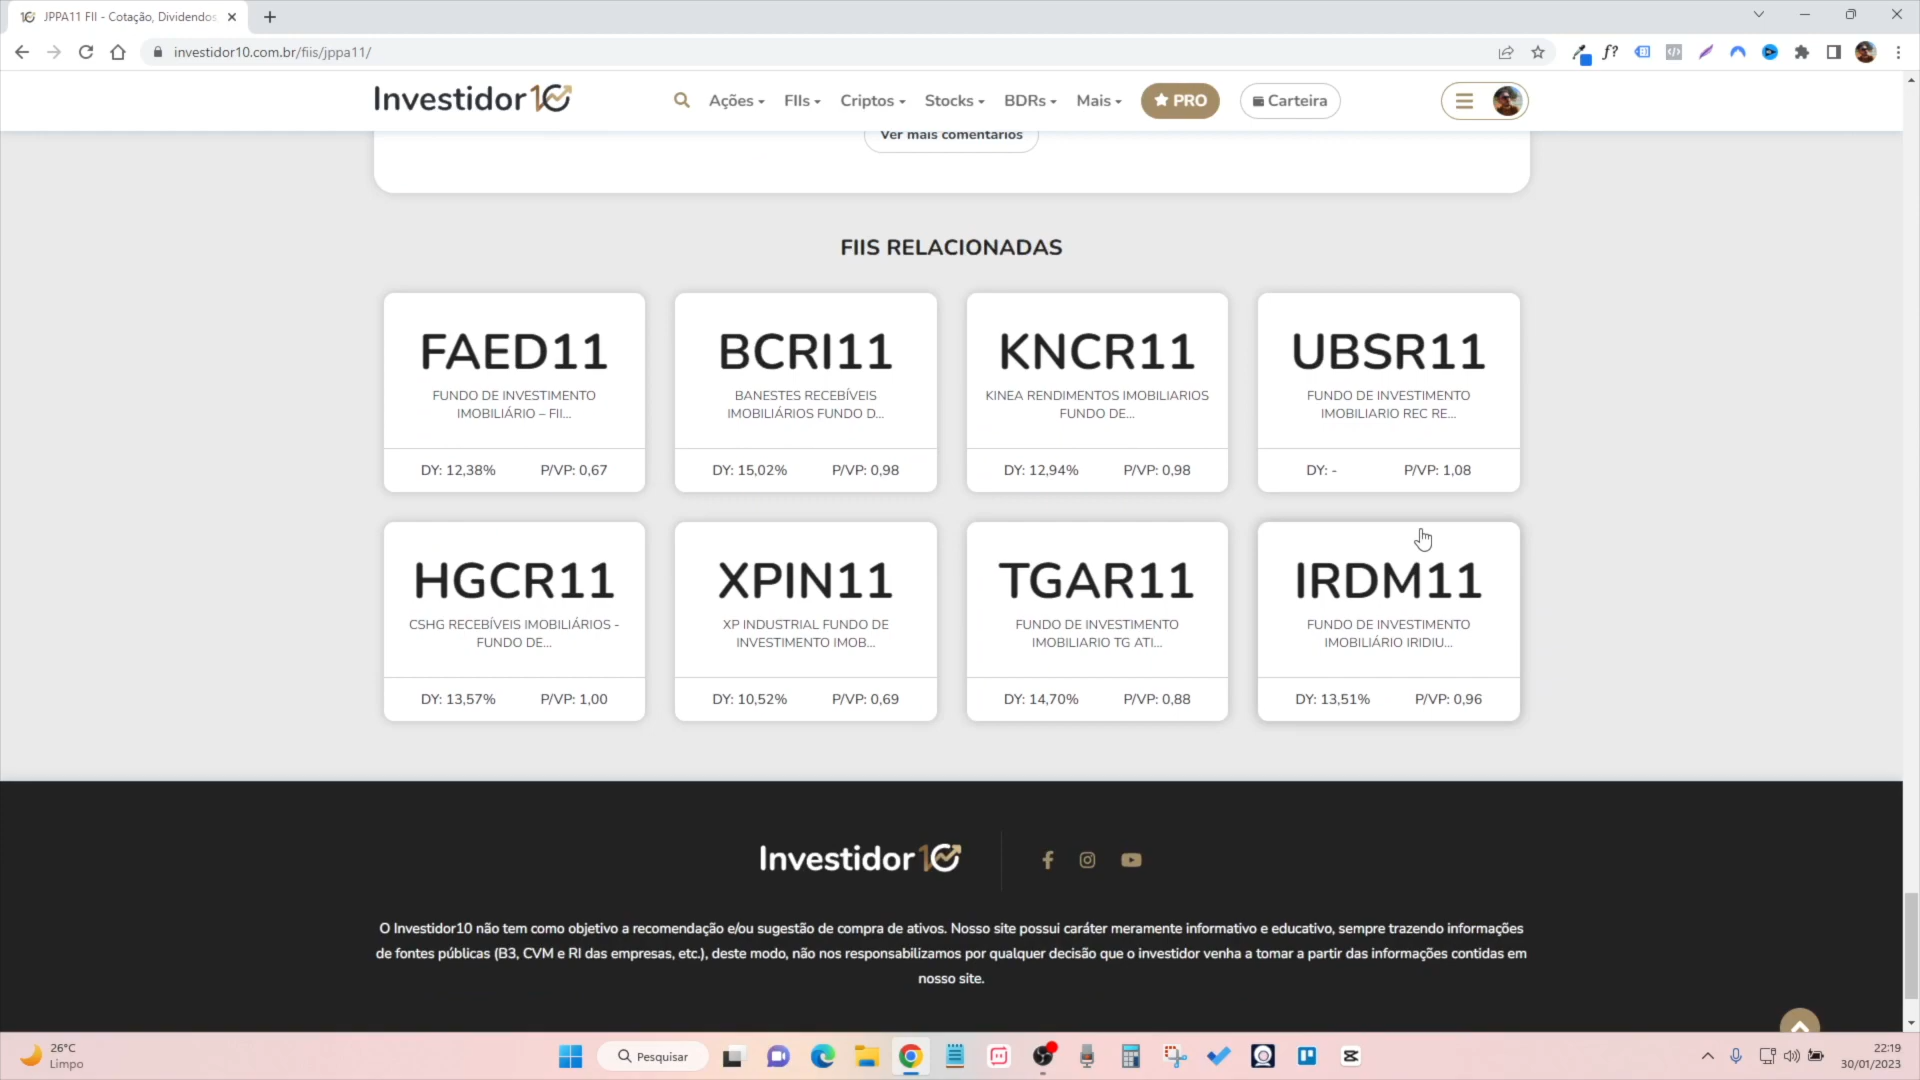 JPPA11 FII - Cotação, Dividendos
investidor10.com.br/fiis/jppa11/
Investidor10
Ações
FIIs
Criptos
Stocks
BDRs
Mais
PRO
Carteira
Ver mais comentários
FIIS RELACIONADAS
FAED11
FUNDO DE INVESTIMENTO
IMOBILIÁRIO – FII...
DY: 12,38% P/VP: 0,67
BCRI11
BANESTES RECEBÍVEIS
IMOBILIÁRIOS FUNDO D...
DY: 15,02% P/VP: 0,98
KNCR11
KINEA RENDIMENTOS IMOBILIARIOS
FUNDO DE...
DY: 12,94% P/VP: 0,98
UBSR11
FUNDO DE INVESTIMENTO
IMOBILIARIO REC RE...
DY: - P/VP: 1,08
HGCR11
CSHG RECEBÍVEIS IMOBILIÁRIOS -
FUNDO DE...
DY: 13,57% P/VP: 1,00
XPIN11
XP INDUSTRIAL FUNDO DE
INVESTIMENTO IMOB...
DY: 10,52% P/VP: 0,69
TGAR11
FUNDO DE INVESTIMENTO
IMOBILIARIO TG ATI...
DY: 14,70% P/VP: 0,88
IRDM11
FUNDO DE INVESTIMENTO
IMOBILIÁRIO IRIDIU...
DY: 13,51% P/VP: 0,96
Investidor10
O Investidor10 não tem como objetivo a recomendação e/ou sugestão de compra de ativos. Nosso site possui caráter meramente informativo e educativo, sempre trazendo informações
de fontes públicas (B3, CVM e RI das empresas, etc.), deste modo, não nos responsabilizamos por qualquer decisão que o investidor venha a tomar a partir das informações contidas em
nosso site.
26°C
Limpo
Pesquisar
22:19
30/01/2023